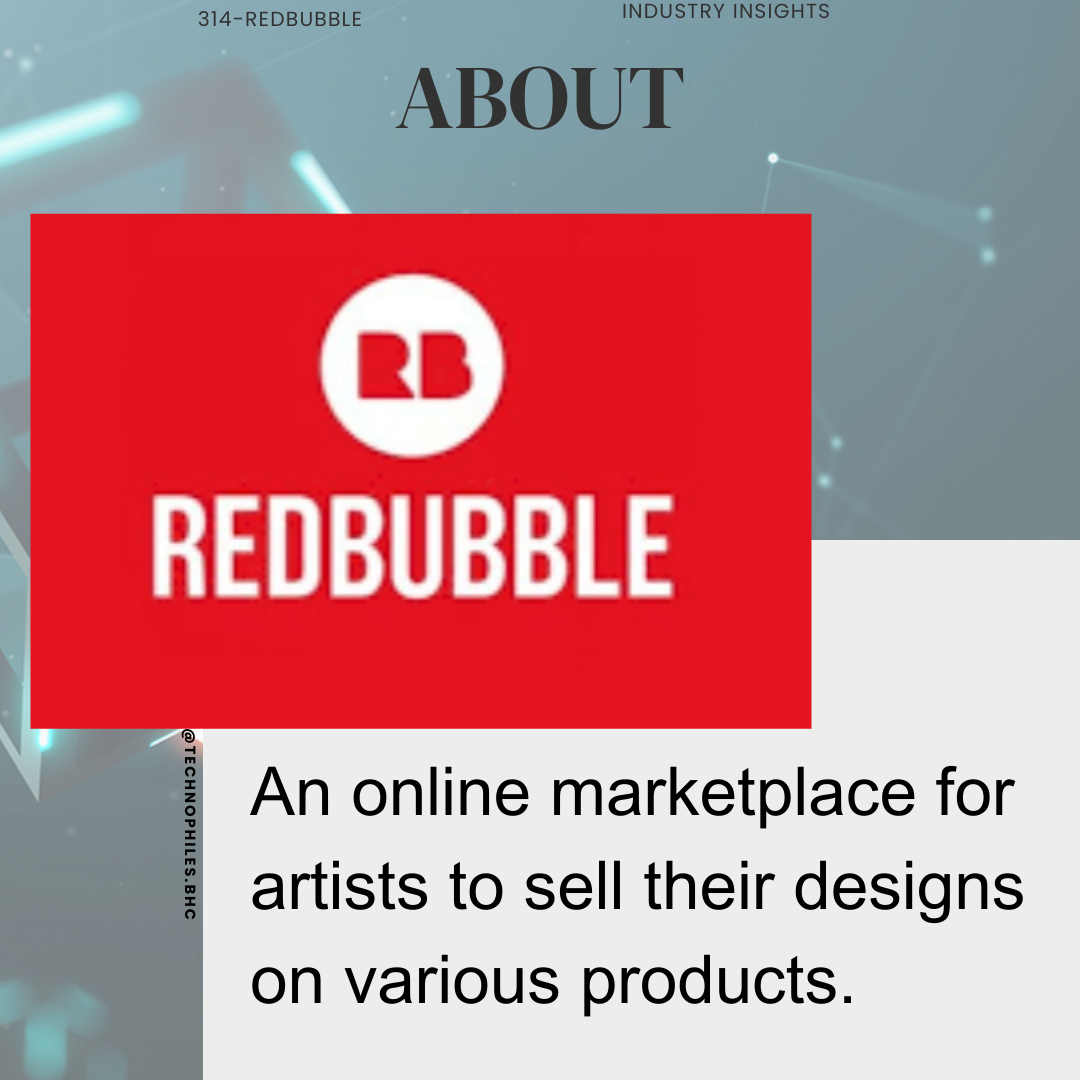 314-REDBUBBLE
INDUSTRY INSIGHTS
ABOUT
RB
REDBUBBLE
@TECHNOPHILES.BHC
An online marketplace for
artists to sell their designs
on various products.